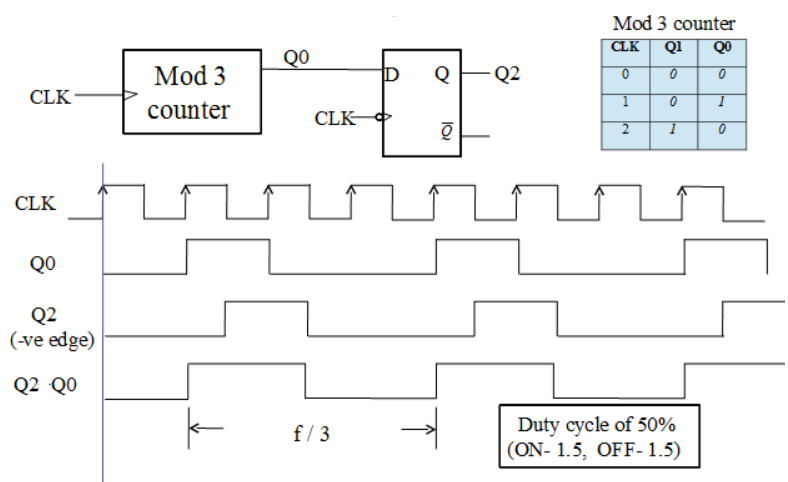 Mod 3 counter
CLK Q1 Q0
0 0 0
1 0 1
2 1 0
Q0
Mod 3
counter
CLK
D Q
Q2
CLK
Q̅
CLK
Q0
Q2
(-ve edge)
Q2 ·Q0
f / 3
Duty cycle of 50%
(ON- 1.5, OFF- 1.5)